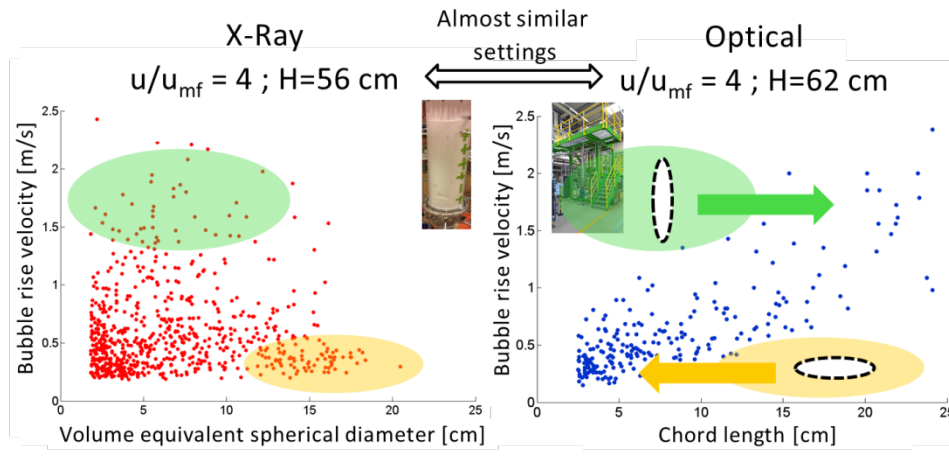 X-Ray
Almost similar
settings
Optical
u/u_mf = 4 ; H=56 cm
u/u_mf = 4 ; H=62 cm
Bubble rise velocity [m/s]
2.5
2
1.5
1
0.5
0
0
5
10
15
20
25
Volume equivalent spherical diameter [cm]
Bubble rise velocity [m/s]
2.5
2
1.5
1
0.5
0
0
5
10
15
20
25
Chord length [cm]